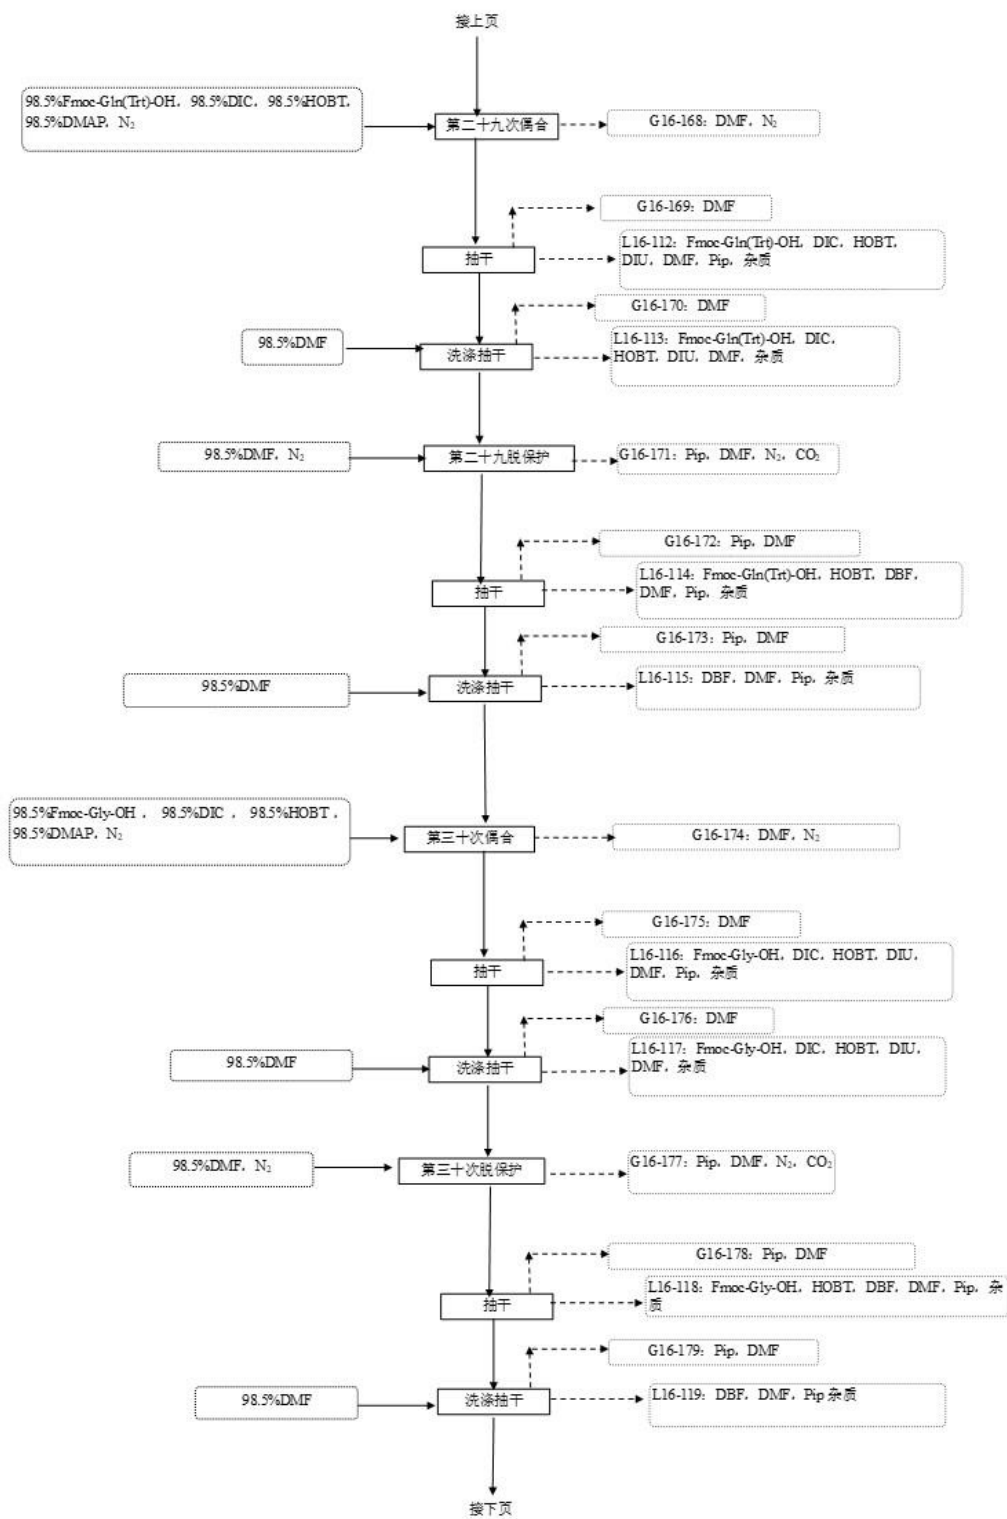 接上页
98.5%Fmoc-Gln(Trt)-OH，98.5%DIC，98.5%HOBT，
98.5%DMAP，N₂
第二十九次偶合
G16-168：DMF，N₂
G16-169：DMF
抽干
L16-112：Fmoc-Gln(Trt)-OH，DIC，HOBT，
DIU，DMF，Pip，杂质
G16-170：DMF
98.5%DMF
洗涤抽干
L16-113：Fmoc-Gln(Trt)-OH，DIC，
HOBT，DIU，DMF，杂质
98.5%DMF，N₂
第二十九脱保护
G16-171：Pip，DMF，N₂，CO₂
G16-172：Pip，DMF
抽干
L16-114：Fmoc-Gln(Trt)-OH，HOBT，DBF，
DMF，Pip，杂质
G16-173：Pip，DMF
98.5%DMF
洗涤抽干
L16-115：DBF，DMF，Pip，杂质
98.5%Fmoc-Gly-OH ，98.5%DIC ，98.5%HOBT ，
98.5%DMAP，N₂
第三十次偶合
G16-174：DMF，N₂
G16-175：DMF
抽干
L16-116：Fmoc-Gly-OH，DIC，HOBT，DIU，
DMF，Pip，杂质
G16-176：DMF
98.5%DMF
洗涤抽干
L16-117：Fmoc-Gly-OH，DIC，HOBT，DIU，
DMF，杂质
98.5%DMF，N₂
第三十次脱保护
G16-177：Pip，DMF，N₂，CO₂
G16-178：Pip，DMF
抽干
L16-118：Fmoc-Gly-OH，HOBT，DBF，DMF，Pip，杂
质
G16-179：Pip，DMF
98.5%DMF
洗涤抽干
L16-119：DBF，DMF，Pip 杂质
接下页